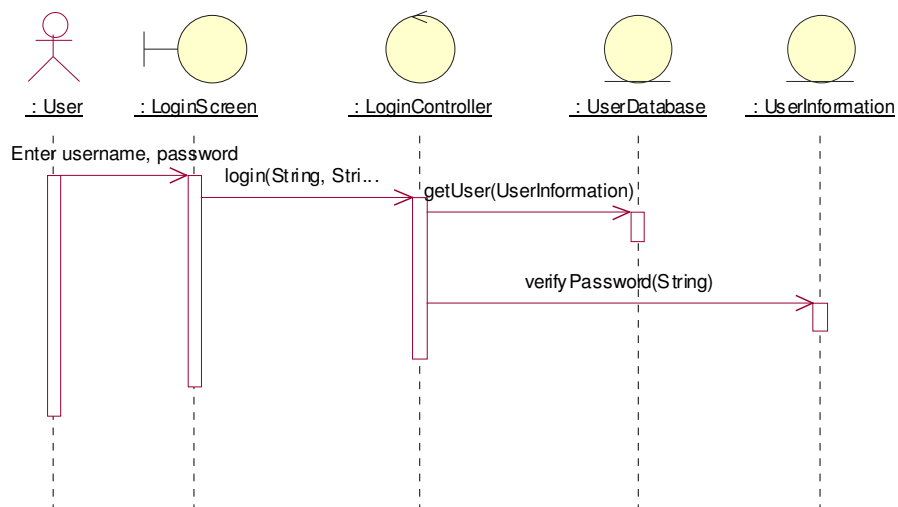 : User
: LoginScreen
: LoginController
: UserDatabase
: UserInformation
Enter username, password
login(String, Stri...
getUser(UserInformation)
verifyPassword(String)